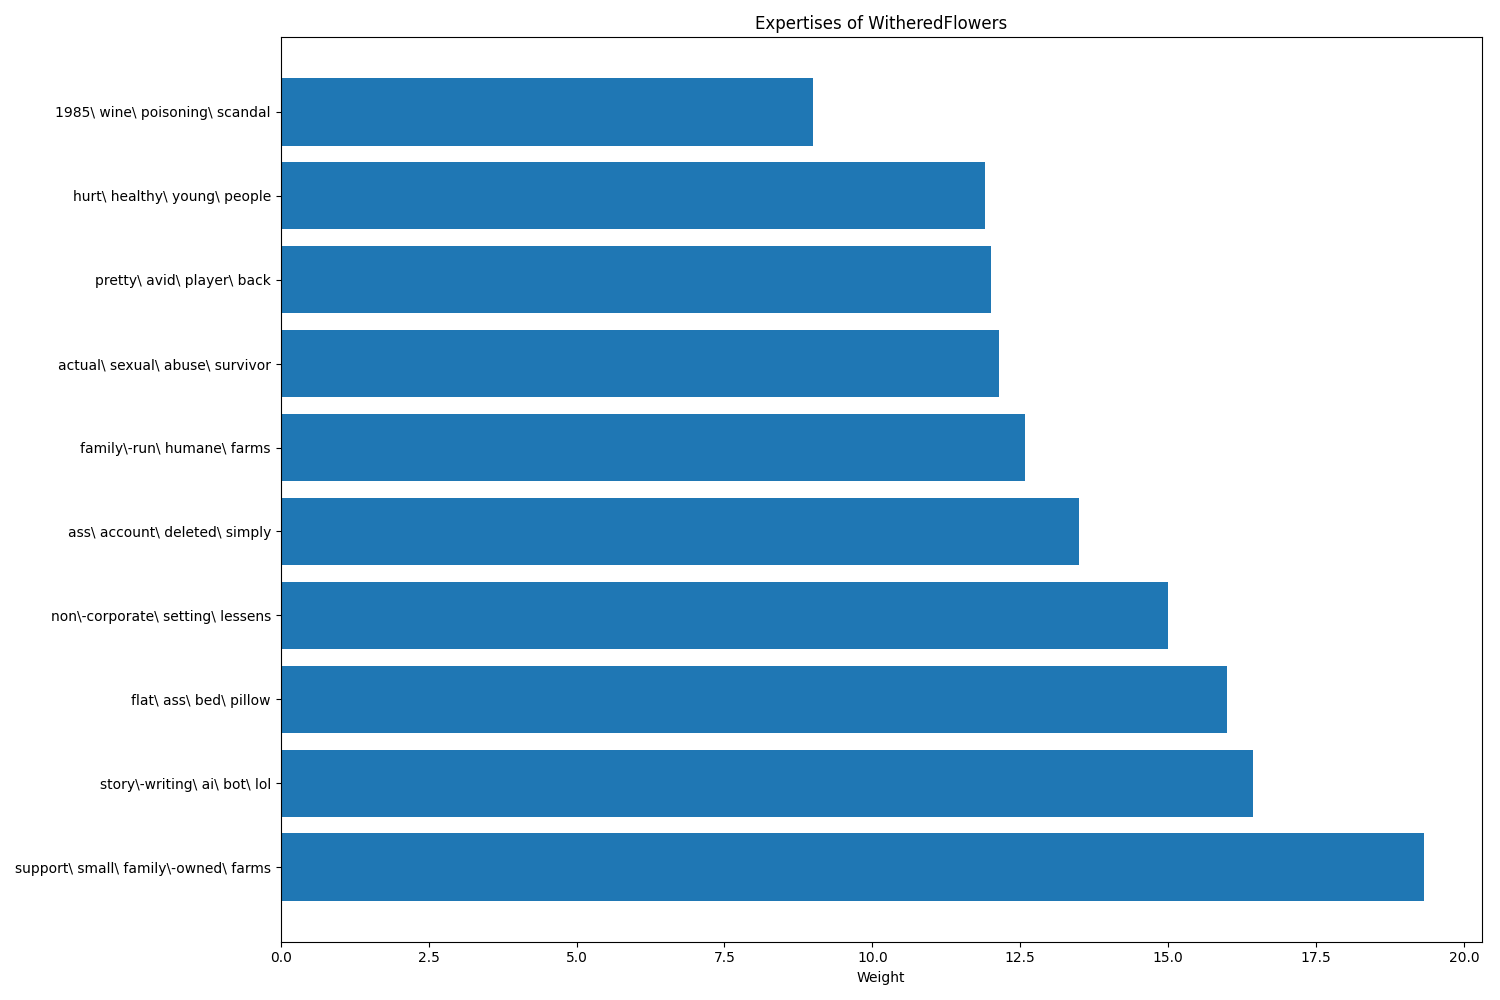 Expertises of WitheredFlowers
1985\ wine\ poisoning\ scandal
hurt\ healthy\ young\ people
pretty\ avid\ player\ back
actual\ sexual\ abuse\ survivor
family\-run\ humane\ farms
ass\ account\ deleted\ simply
non\-corporate\ setting\ lessens
flat\ ass\ bed\ pillow
story\-writing\ ai\ bot\ lol
support\ small\ family\-owned\ farms
0.0 2.5 5.0 7.5 10.0 12.5 15.0 17.5 20.0
Weight